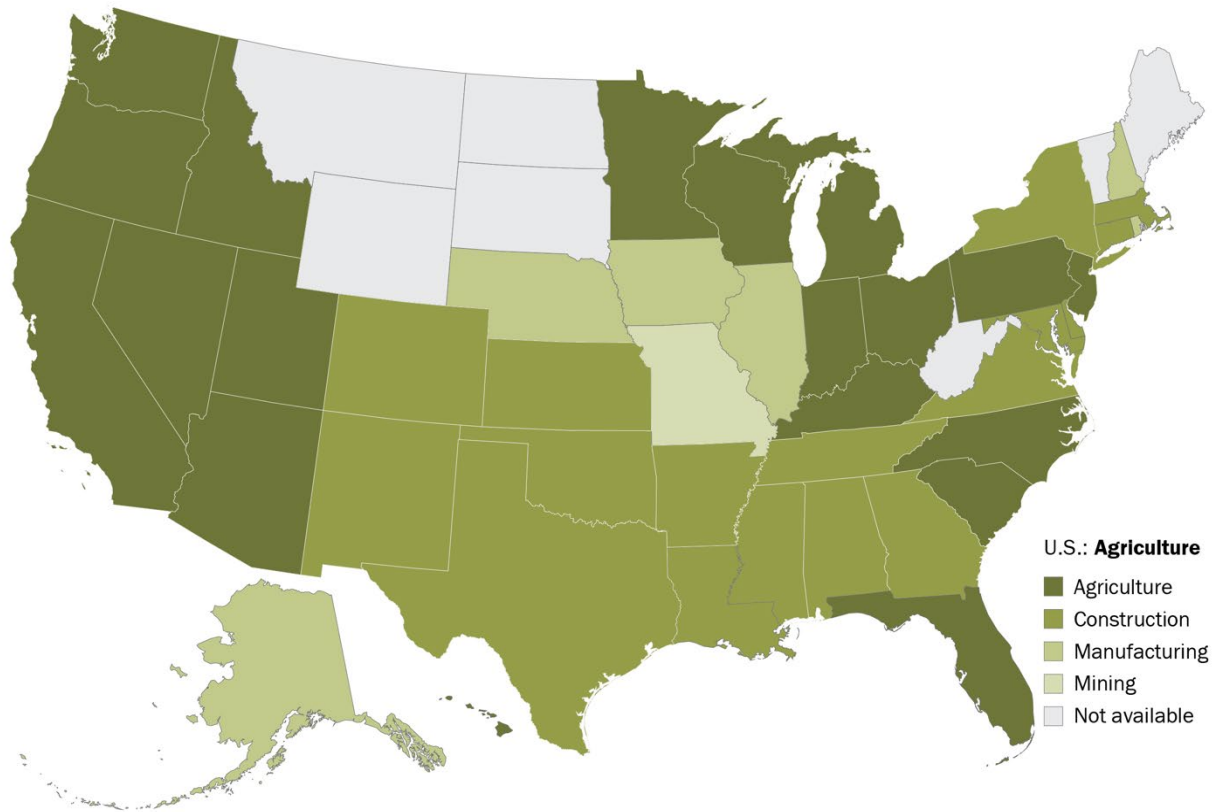 U.S.: Agriculture
Agriculture
Construction
Manufacturing
Mining
Not available